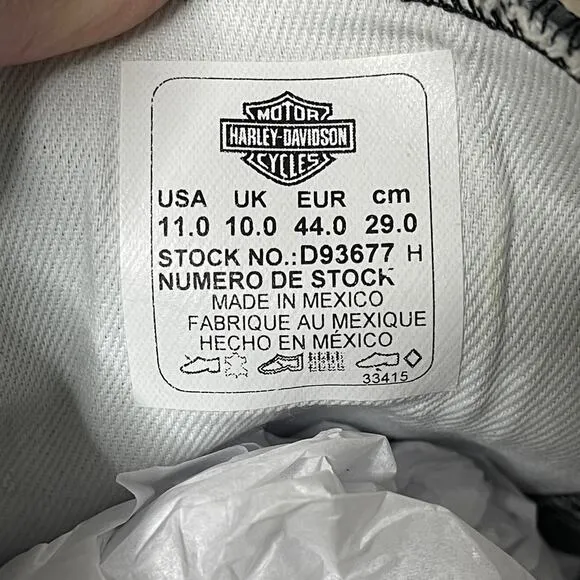 MOTOR
HARLEY-DAVIDSON
CYCLES
USA UK EUR cm
11.0 10.0 44.0 29.0
STOCK NO.:D93677 H
NUMERO DE STOCK
MADE IN MEXICO
FABRIQUE AU MEXIQUE
HECHO EN MÉXICO
33415